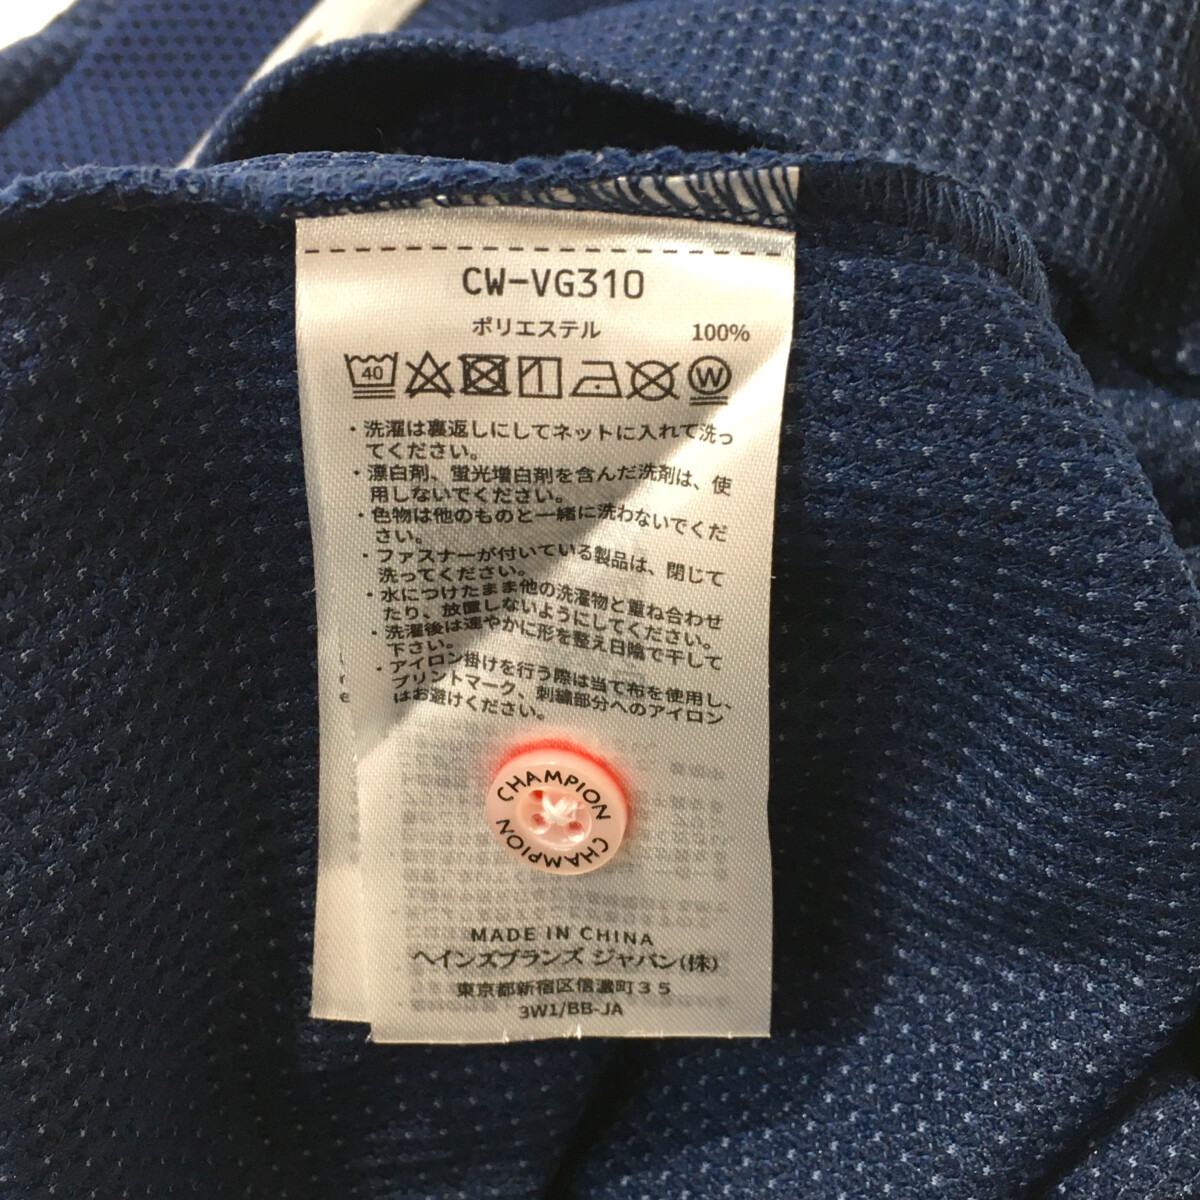 CW-VG310
ポリエステル 100%
40
W
・洗濯は裏返しにしてネットに入れて洗っ
てください。
・漂白剤、蛍光増白剤を含んだ洗剤は、使
用しないでください。
・色物は他のものと一緒に洗わないでくだ
さい。
・ファスナーが付いている製品は、閉じて
洗ってください。
・水につけたまま他の洗濯物と重ね合わせ
たり、放置しないようにしてください。
・洗濯後は速やかに形を整え日陰で干して
下さい。
・アイロン掛けを行う際は当て布を使用し、
プリントマーク、刺繍部分へのアイロン
はお避けください。
CHAMPION
CHAMPION
MADE IN CHINA
ヘインズブランズ ジャパン(株)
東京都新宿区信濃町35
3W1/BB-JA